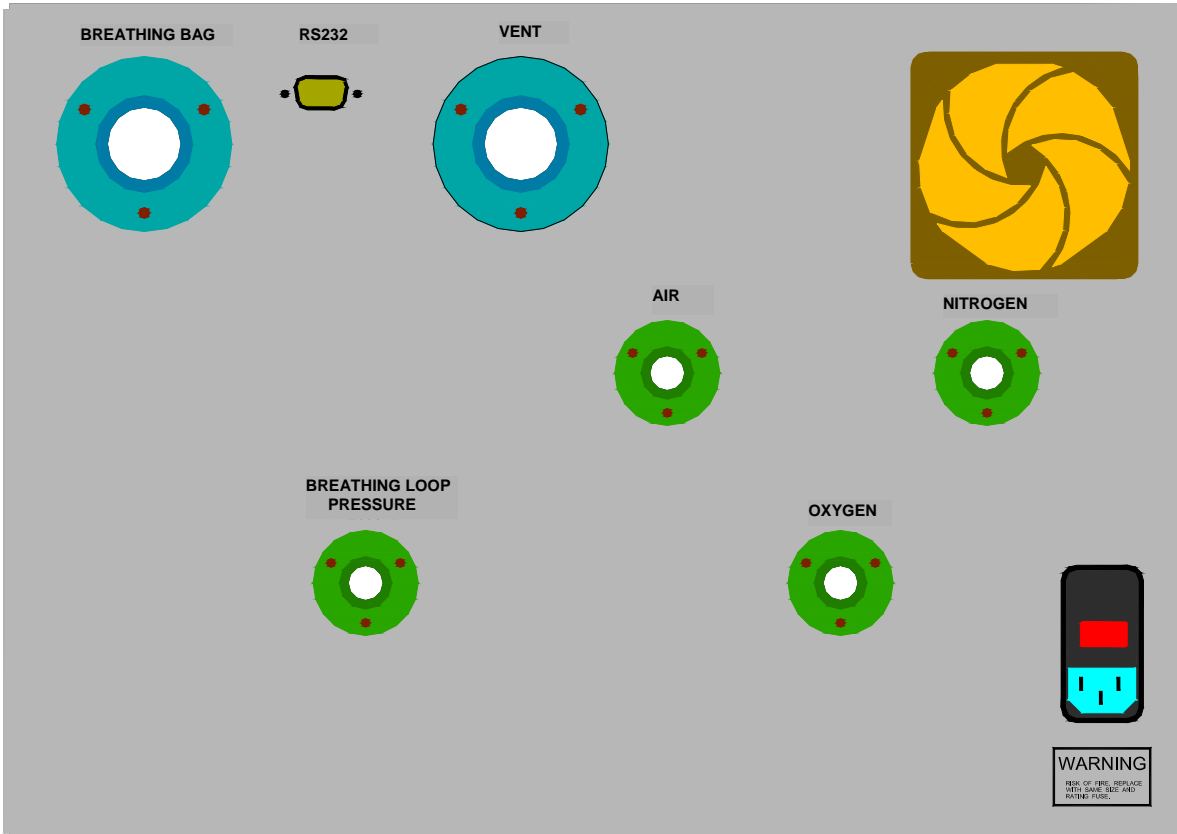 BREATHING BAG
RS232
VENT
AIR
NITROGEN
BREATHING LOOP
PRESSURE
OXYGEN
WARNING
RISK OF FIRE, REPLACE
WITH SAME SIZE AND
RATING FUSE.